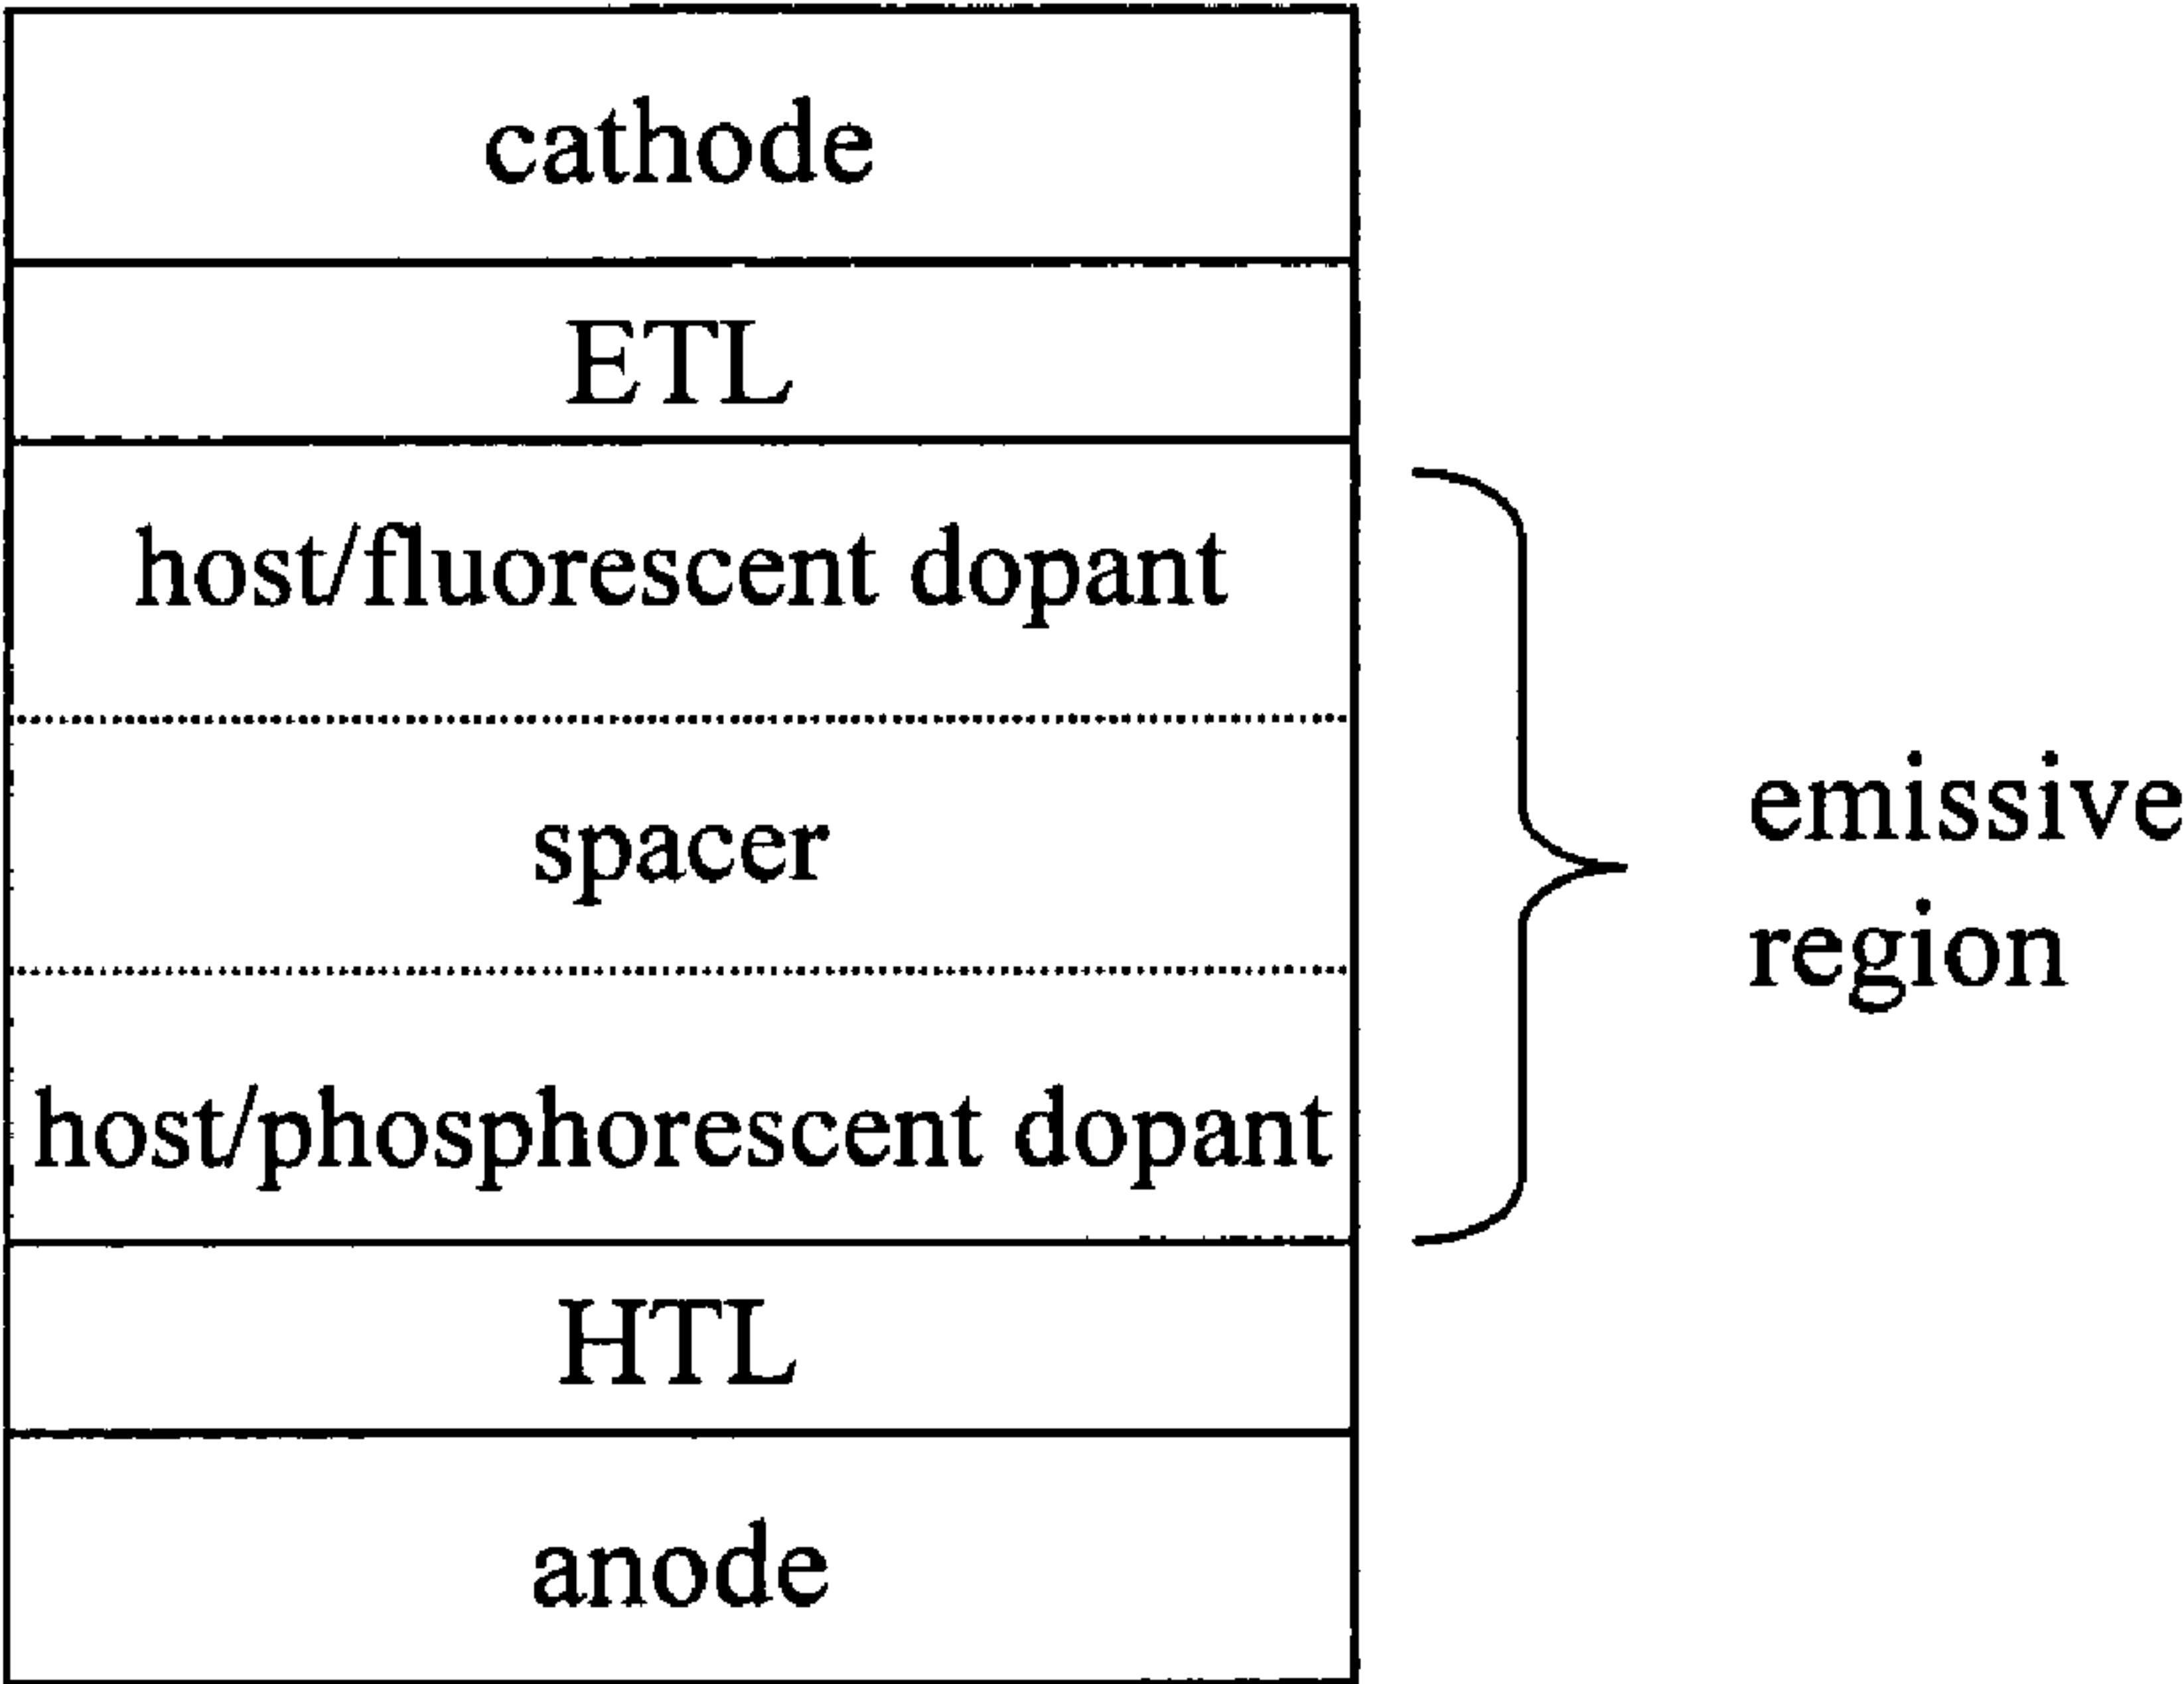 cathode
ETL
host/fluorescent dopant
spacer
host/phosphorescent dopant
HTL
anode
emissive
region